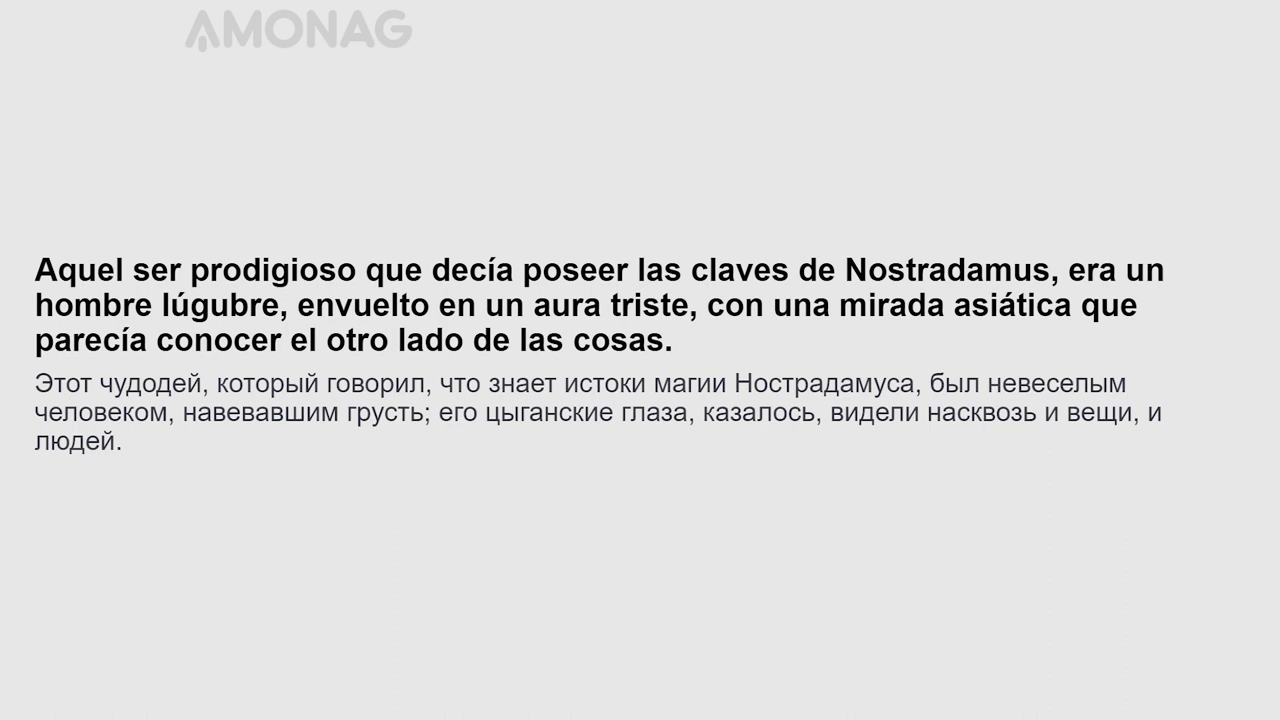 AMONAG
Aquel ser prodigioso que decía poseer las claves de Nostradamus, era un
hombre lúgubre, envuelto en un aura triste, con una mirada asiática que
parecía conocer el otro lado de las cosas.
Этот чудодей, который говорил, что знает истоки магии Нострадамуса, был невеселым
человеком, навевавшим грусть; его цыганские глаза, казалось, видели насквозь и вещи, и
людей.